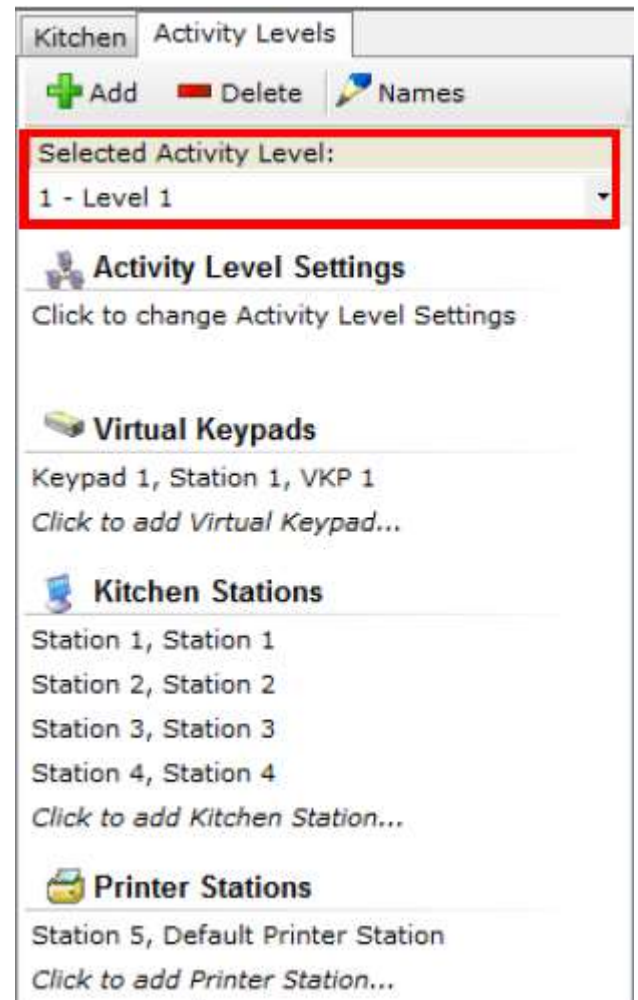 Kitchen Activity Levels
Add Delete Names
Selected Activity Level:
1 - Level 1
Activity Level Settings
Click to change Activity Level Settings
Virtual Keypads
Keypad 1, Station 1, VKP 1
Click to add Virtual Keypad...
Kitchen Stations
Station 1, Station 1
Station 2, Station 2
Station 3, Station 3
Station 4, Station 4
Click to add Kitchen Station...
Printer Stations
Station 5, Default Printer Station
Click to add Printer Station...